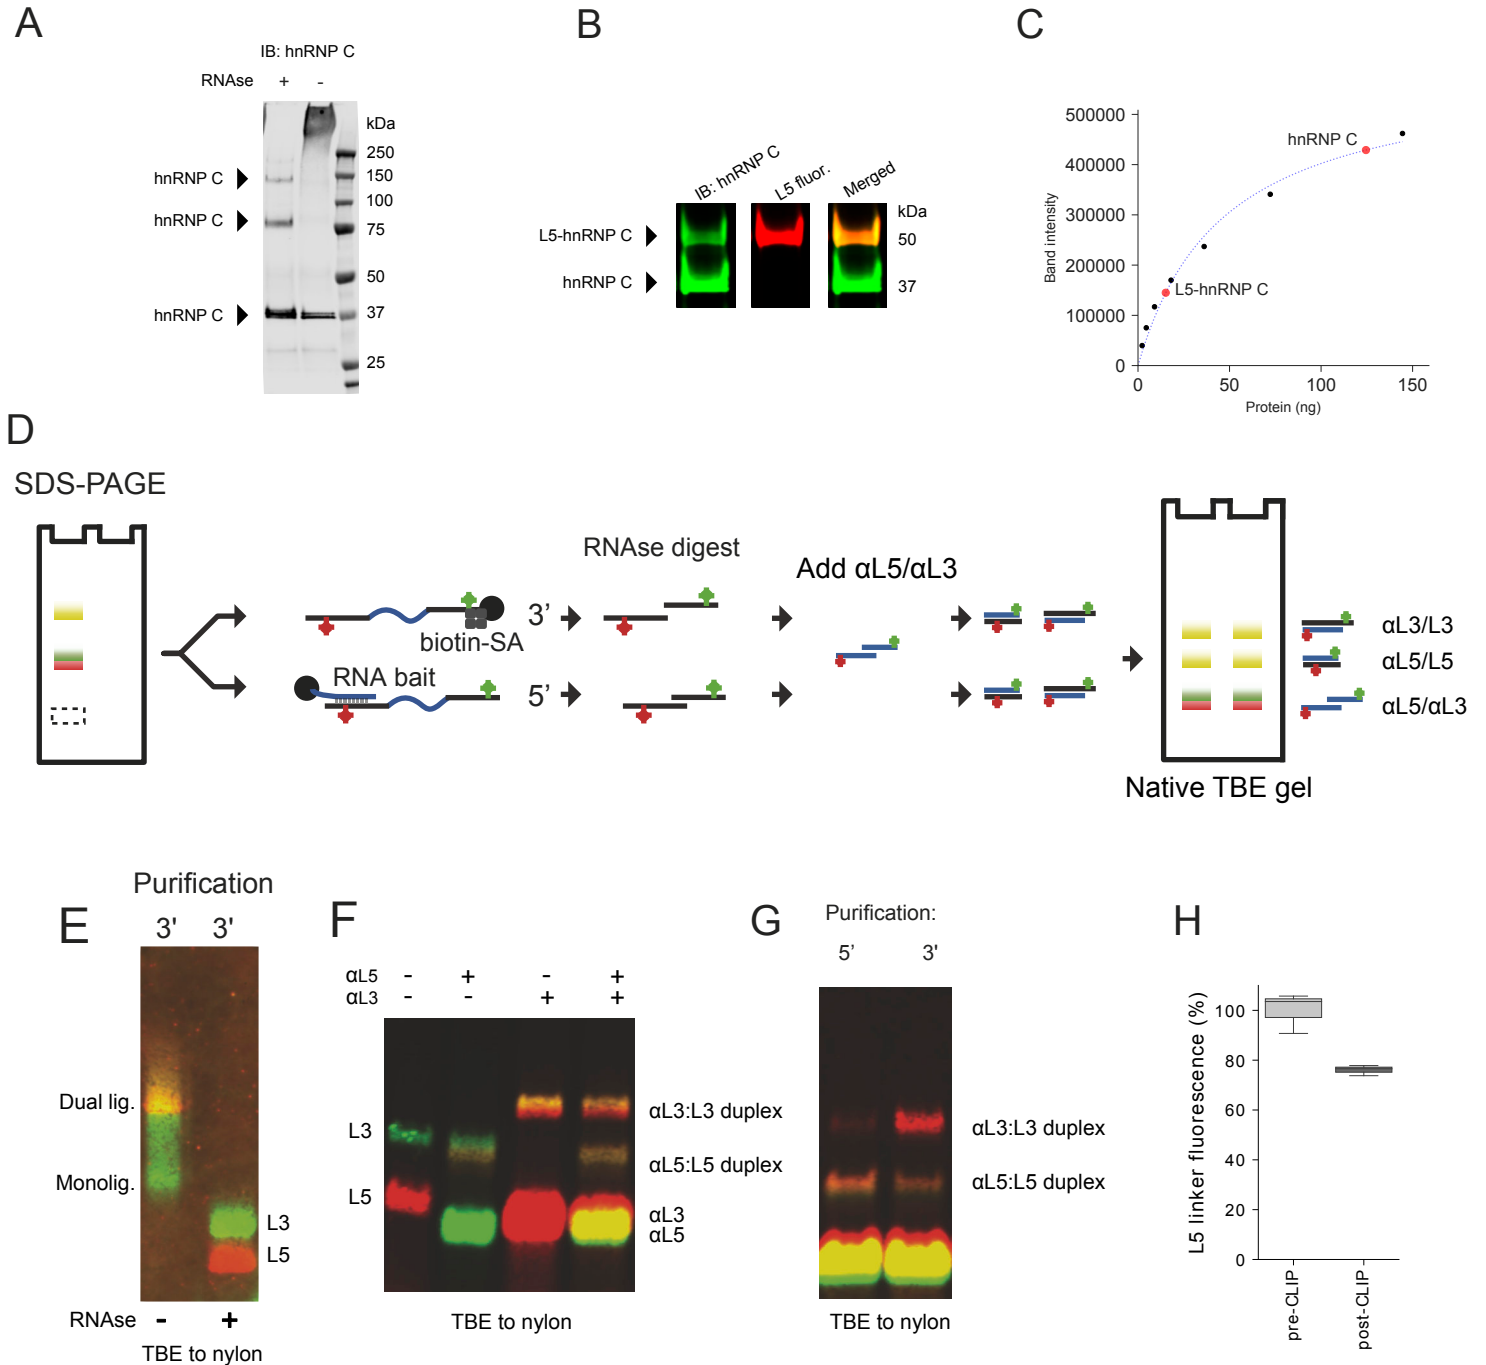 A
IB: hnRNP C
RNAse + -
kDa
250
150
100
75
50
37
25
hnRNP C
hnRNP C
hnRNP C
B
IB: hnRNP C
L5 fluor.
Merged
kDa
50
37
L5-hnRNP C
hnRNP C
C
500000
400000
300000
200000
100000
0
Band intensity
hnRNP C
L5-hnRNP C
0 50 100 150
Protein (ng)
D
SDS-PAGE
3’
biotin-SA
RNA bait
5’
RNAse digest
Add αL5/αL3
αL3/L3
αL5/L5
αL5/αL3
Native TBE gel
E
Purification
3' 3'
Dual lig.
Monolig.
L3
L5
RNAse - +
TBE to nylon
F
αL5 - + - +
αL3 - - + +
L3
L5
αL3:L3 duplex
αL5:L5 duplex
αL3
αL5
TBE to nylon
G
Purification:
5’ 3'
αL3:L3 duplex
αL5:L5 duplex
TBE to nylon
H
L5 linker fluorescence (%)
100
80
60
40
20
0
pre-CLIP
post-CLIP